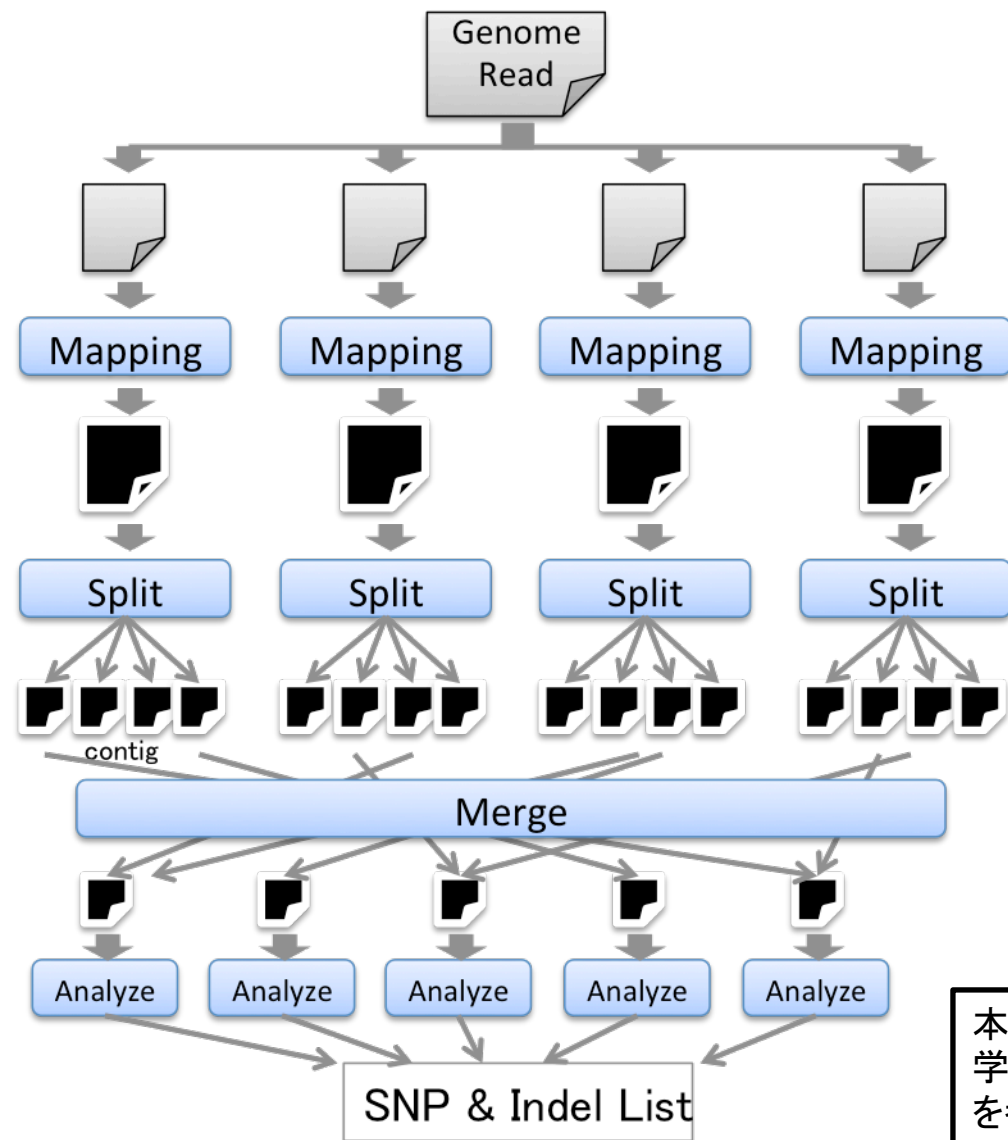 Genome
Read
Mapping Mapping Mapping Mapping
Split Split Split Split
contig
Merge
Analyze Analyze Analyze Analyze Analyze
SNP & Indel List
本
学
を